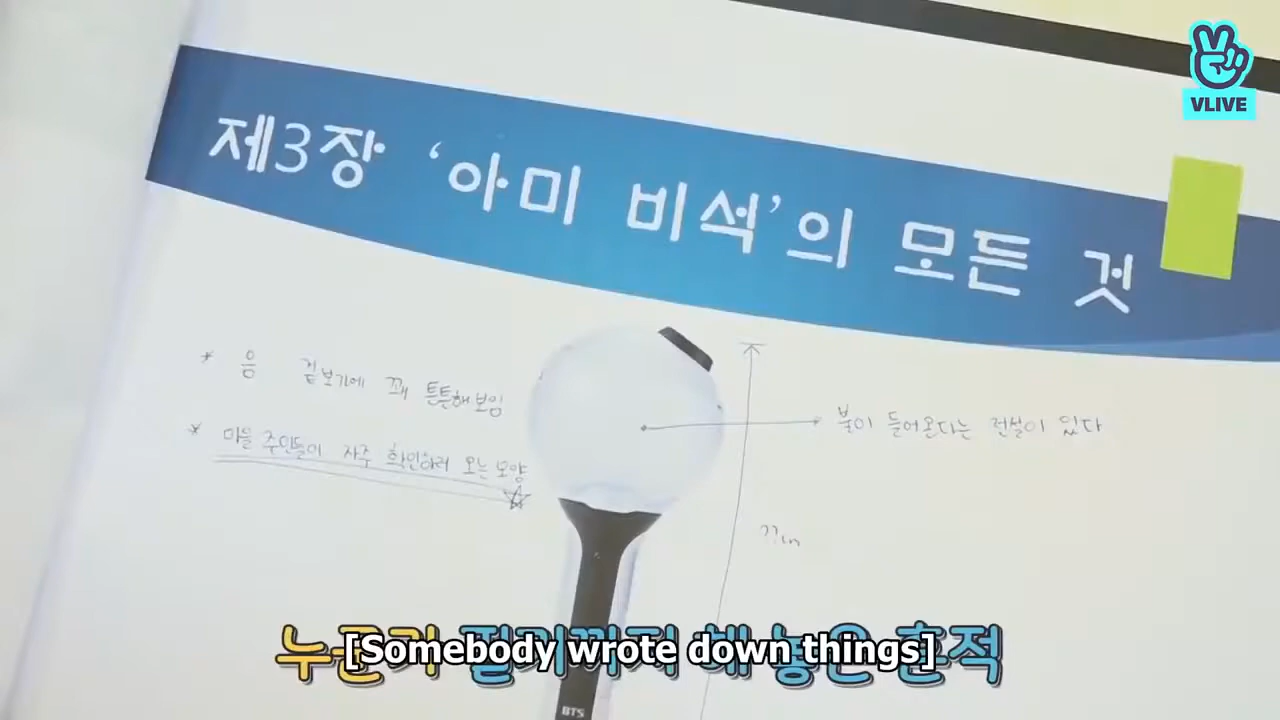 VLIVE
제3장 '아미 비석'의 모든 것
* 음 겉보기에 꽤 튼튼해보임
* 마을 주민들이 자주 확인하러 오는 모양
불이 들어온다는 전설이 있다
BTS
[Somebody wrote down things]